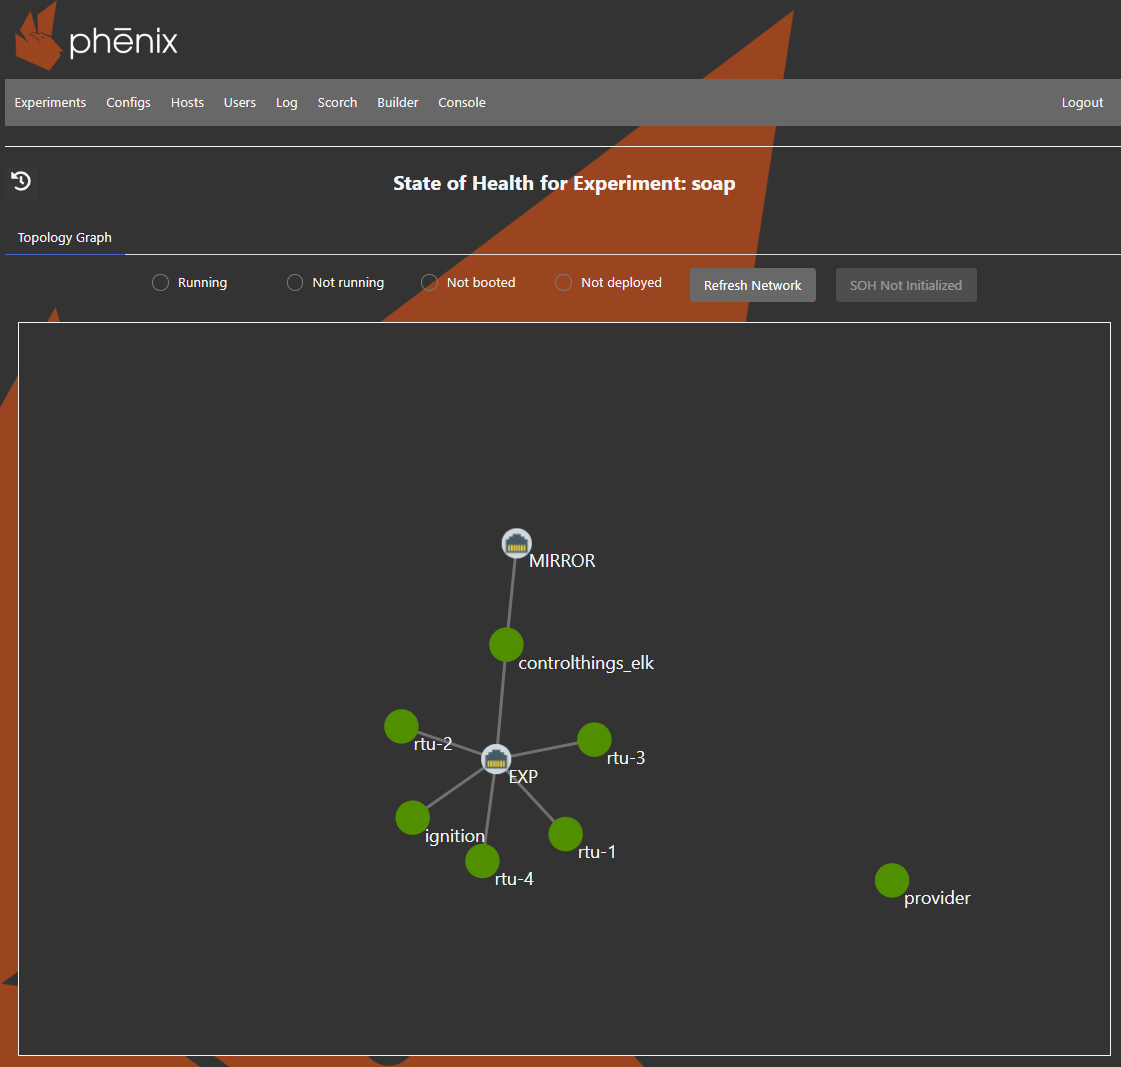 phēnix
Experiments Configs Hosts Users Log Scorch Builder Console Logout
State of Health for Experiment: soap
Topology Graph
Running Not running Not booted Not deployed Refresh Network SOH Not Initialized
MIRROR
controlthings_elk
rtu-2
rtu-3
EXP
ignition
rtu-1
rtu-4
provider